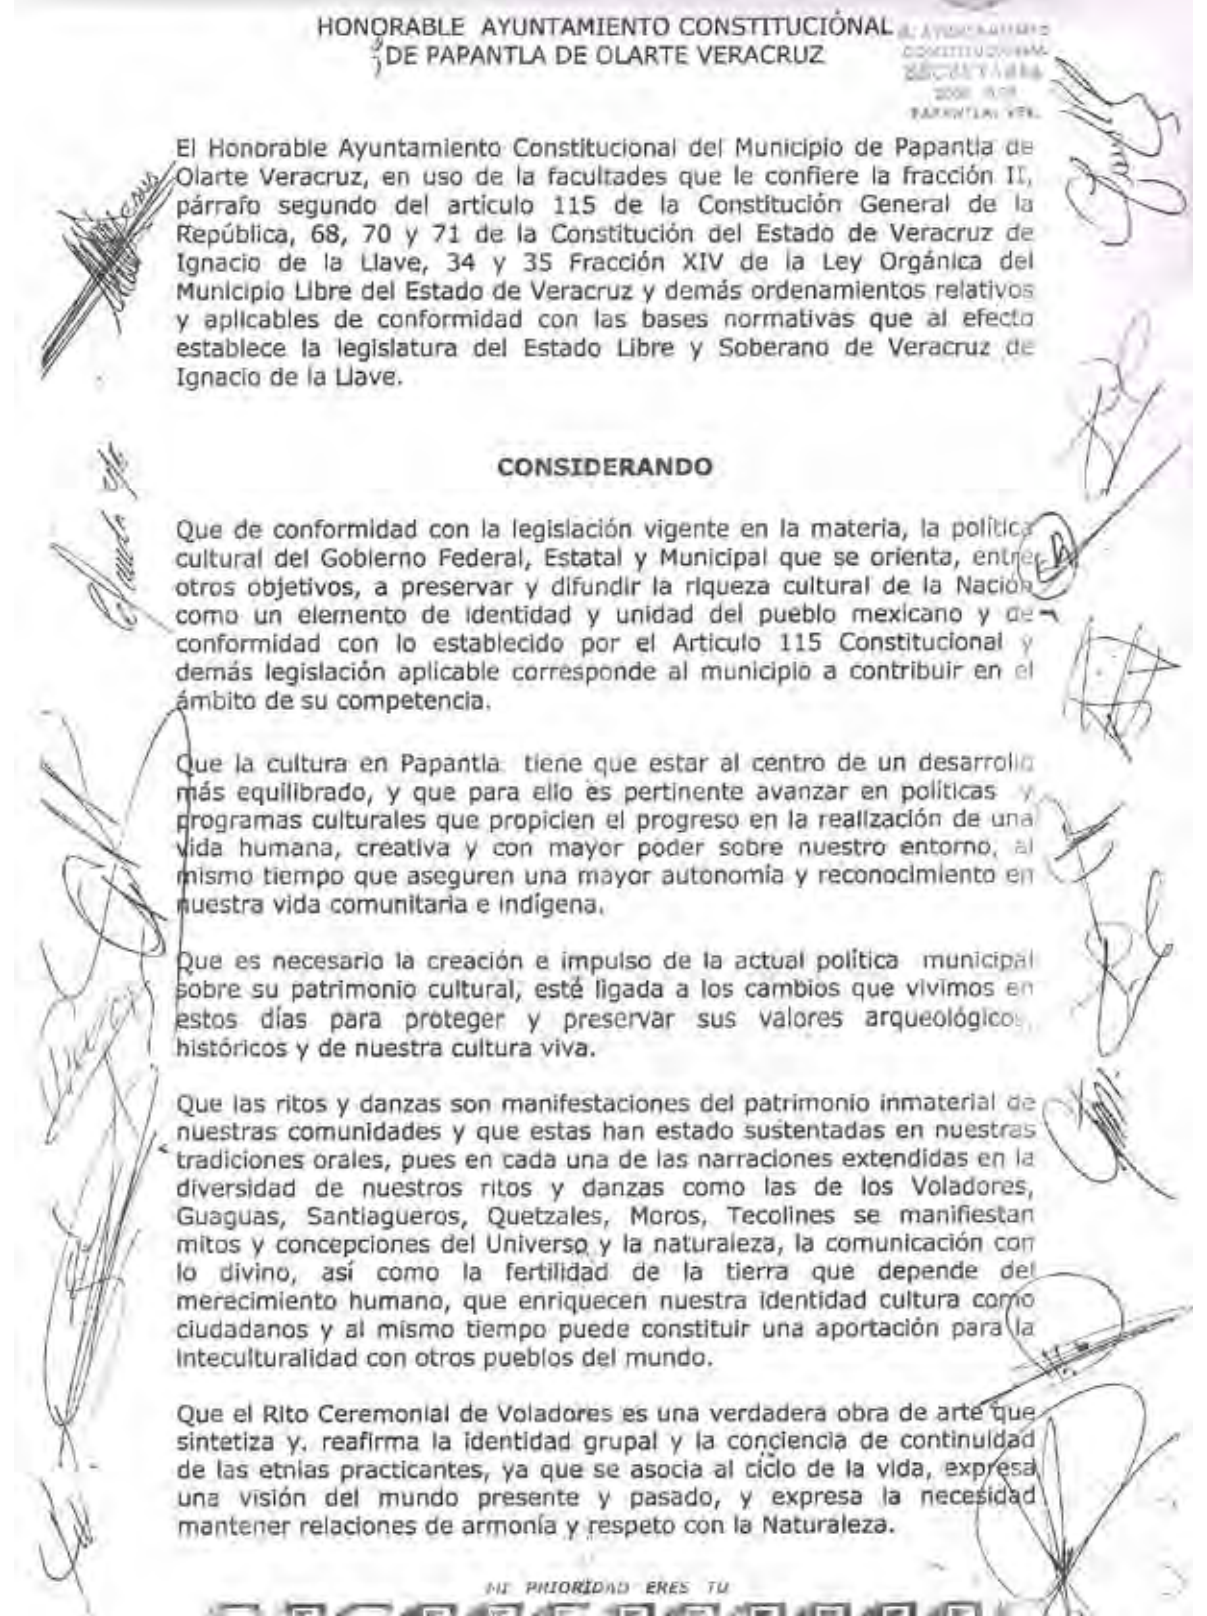 HONORABLE AYUNTAMIENTO CONSTITUCIONAL
DE PAPANTLA DE OLARTE VERACRUZ
H. AYUNTAMIENTO
CONSTITUCIONAL
SECRETARIA
PAPANTLA, VER.
El Honorable Ayuntamiento Constitucional del Municipio de Papantla de
Olarte Veracruz, en uso de la facultades que le confiere la fracción II,
párrafo segundo del articulo 115 de la Constitución General de la
República, 68, 70 y 71 de la Constitución del Estado de Veracruz de
Ignacio de la Llave, 34 y 35 Fracción XIV de la Ley Orgánica del
Municipio Libre del Estado de Veracruz y demás ordenamientos relativos
y aplicables de conformidad con las bases normativas que al efecto
establece la legislatura del Estado Libre y Soberano de Veracruz de
Ignacio de la Llave.
CONSIDERANDO
Que de conformidad con la legislación vigente en la materia, la política
cultural del Gobierno Federal, Estatal y Municipal que se orienta, entre
otros objetivos, a preservar y difundir la riqueza cultural de la Nación
como un elemento de identidad y unidad del pueblo mexicano y de
conformidad con lo establecido por el Articulo 115 Constitucional y
demás legislación aplicable corresponde al municipio a contribuir en el
ámbito de su competencia.
Que la cultura en Papantla tiene que estar al centro de un desarrollo
más equilibrado, y que para ello es pertinente avanzar en políticas y
programas culturales que propicien el progreso en la realización de una
vida humana, creativa y con mayor poder sobre nuestro entorno, al
mismo tiempo que aseguren una mayor autonomía y reconocimiento en
nuestra vida comunitaria e indígena.
Que es necesario la creación e impulso de la actual política municipal
sobre su patrimonio cultural, esté ligada a los cambios que vivimos en
estos días para proteger y preservar sus valores arqueológicos,
históricos y de nuestra cultura viva.
Que las ritos y danzas son manifestaciones del patrimonio inmaterial de
nuestras comunidades y que estas han estado sustentadas en nuestras
tradiciones orales, pues en cada una de las narraciones extendidas en la
diversidad de nuestros ritos y danzas como las de los Voladores,
Guaguas, Santiagueros, Quetzales, Moros, Tecolines se manifiestan
mitos y concepciones del Universo y la naturaleza, la comunicación con
lo divino, así como la fertilidad de la tierra que depende del
merecimiento humano, que enriquecen nuestra identidad cultura como
ciudadanos y al mismo tiempo puede constituir una aportación para la
inteculturalidad con otros pueblos del mundo.
Que el Rito Ceremonial de Voladores es una verdadera obra de arte que
sintetiza y. reafirma la identidad grupal y la conciencia de continuidad
de las etnias practicantes, ya que se asocia al ciclo de la vida, expresa
una visión del mundo presente y pasado, y expresa la necesidad
mantener relaciones de armonía y respeto con la Naturaleza.
MI PRIORIDAD ERES TU